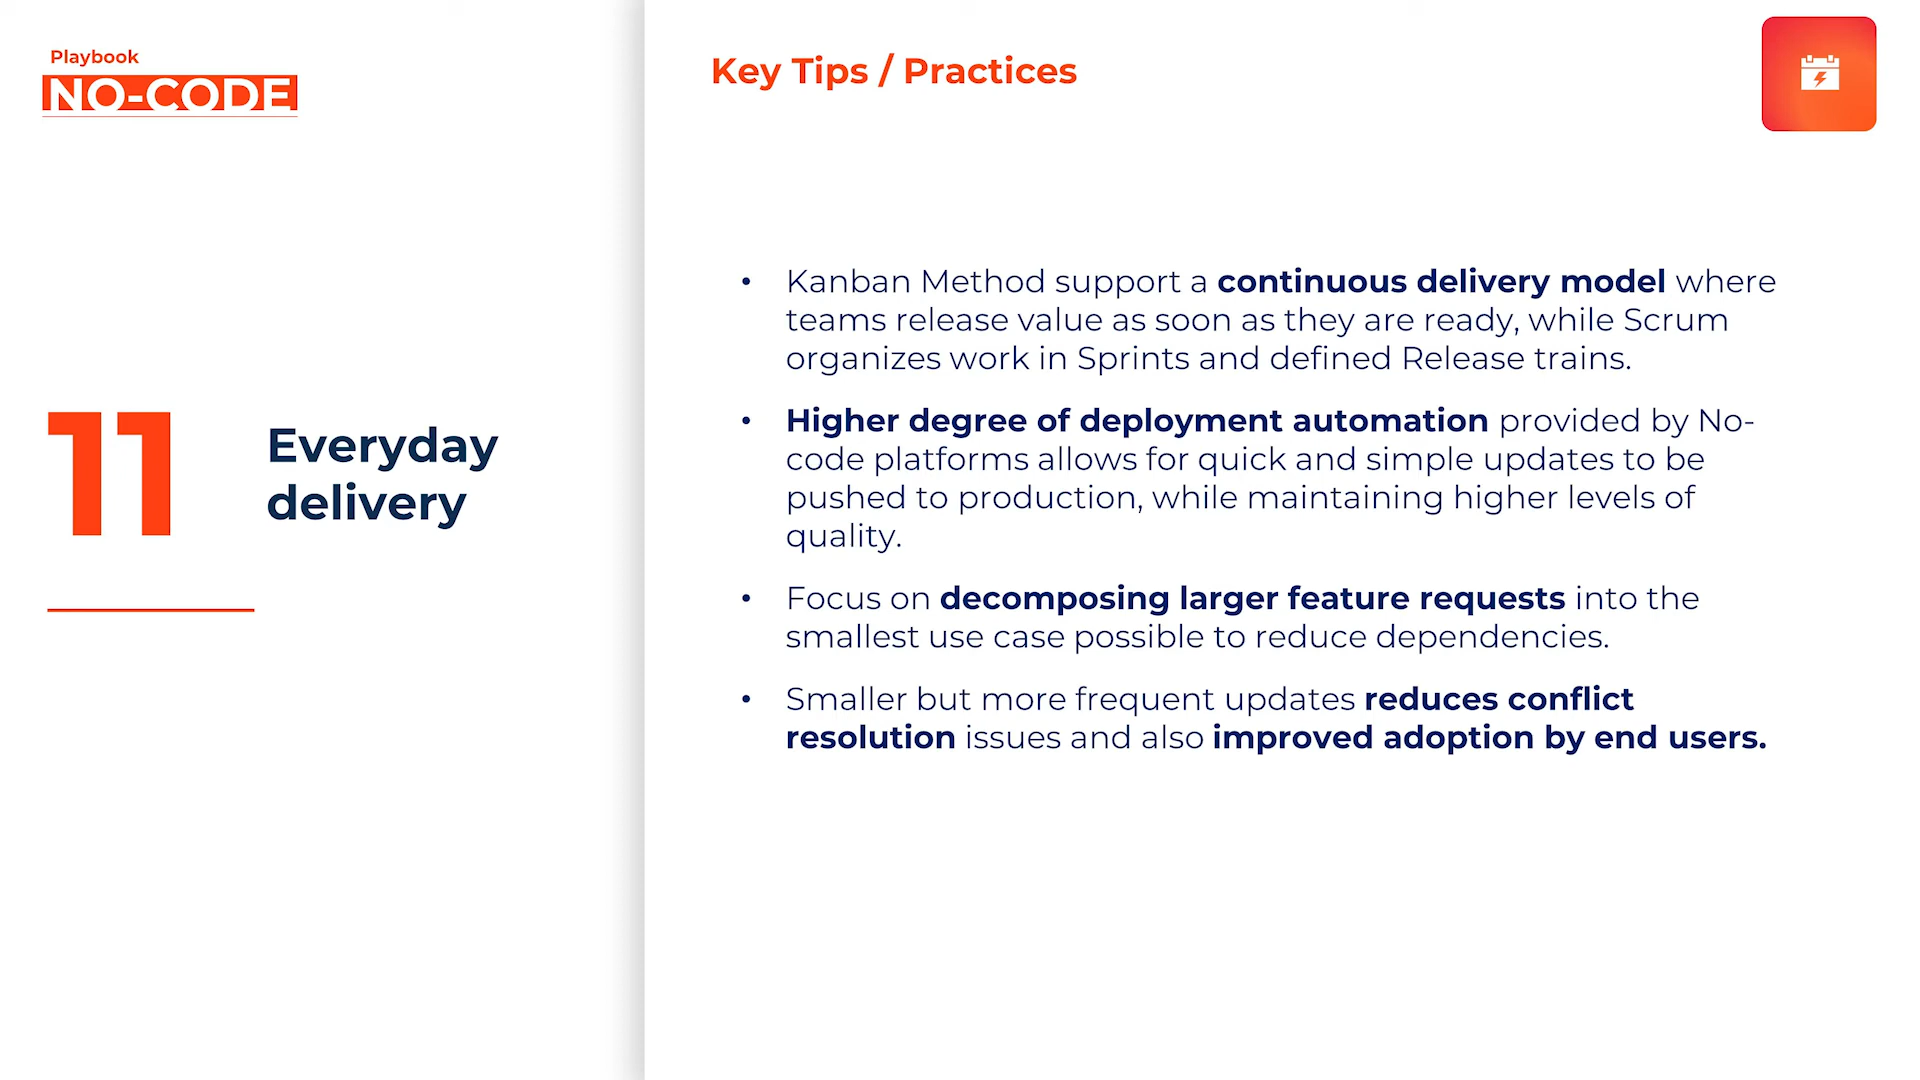 Playbook
NO-CODE
11
Everyday
delivery
Key Tips / Practices
• Kanban Method support a continuous delivery model where
teams release value as soon as they are ready, while Scrum
organizes work in Sprints and defined Release trains.
• Higher degree of deployment automation provided by No-
code platforms allows for quick and simple updates to be
pushed to production, while maintaining higher levels of
quality.
• Focus on decomposing larger feature requests into the
smallest use case possible to reduce dependencies.
• Smaller but more frequent updates reduces conflict
resolution issues and also improved adoption by end users.